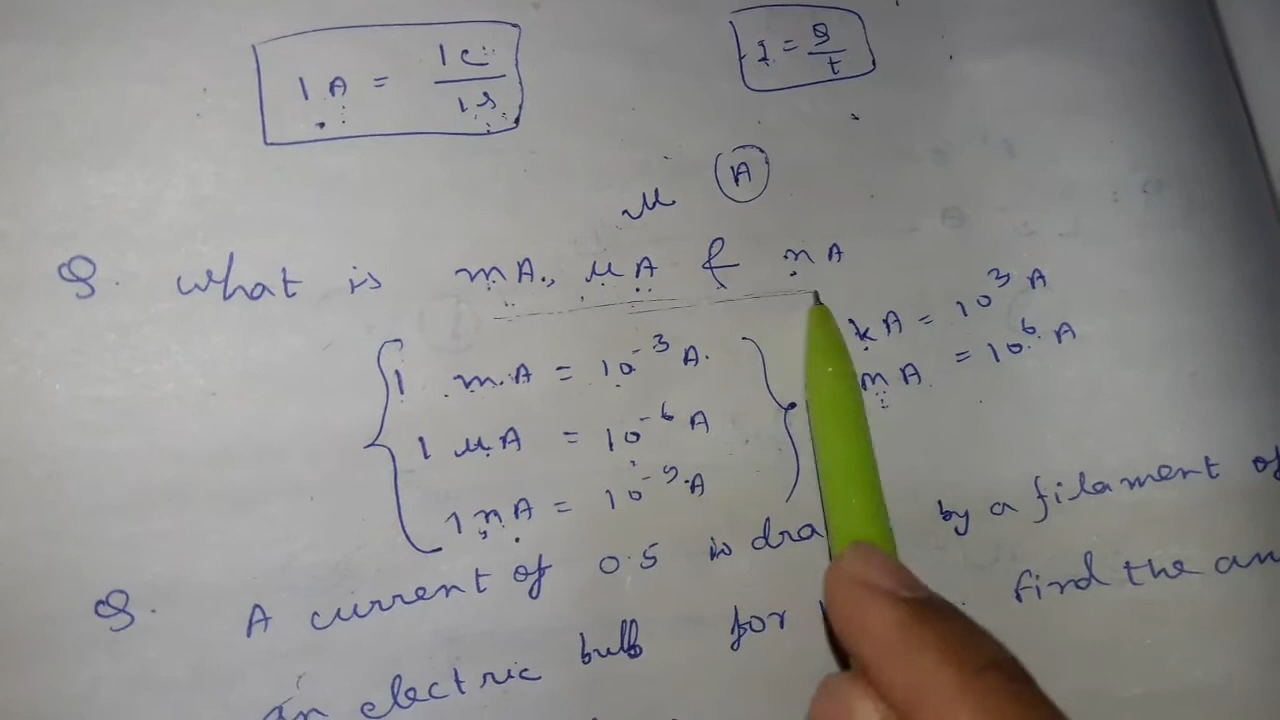 1 A = 1C / 1s
I = Q / t
μ A
Q. What is mA, μA & nA
1 mA = 10⁻³ A.
kA = 10³ A
1 μA = 10⁻⁶ A
mA = 10⁶ A
1 nA = 10⁻⁹ A
Q. A current of 0.5 is dra by a filament of
an electric bulb for find the am